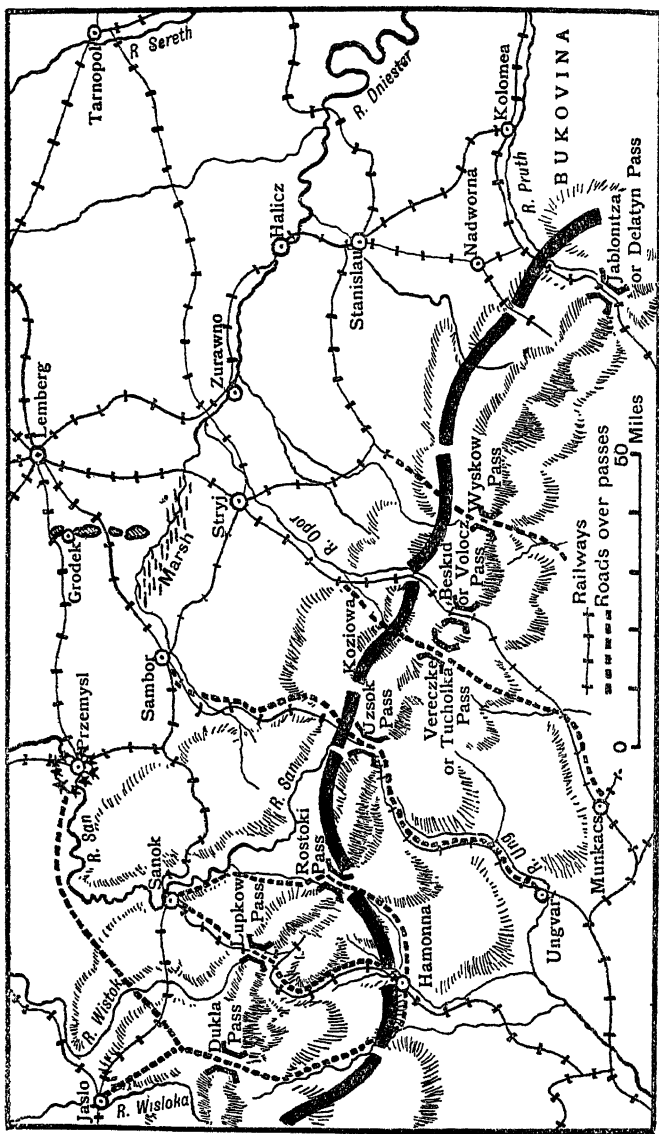 Jaslo
R. Wisloka
R. Wistok
Dukla
Pass
Lupkow
Pass
Sanok
R. San
Przemysl
Rostoki
Pass
Hamonna
R. San
Sambor
Grodek
Lemberg
Marsh
Stryj
Uzsok
Pass
R. Ung
Ungvar
Munkacs
Koziowa
Vereczke
or Tucholka
Pass
Beskid
or Volocz
Pass
Wyskow
Pass
R. Opor
Zurawno
Halicz
Stanislau
Tarnopol
R Sereth
R. Dniester
Nadworna
Kolomea
R. Pruth
BUKOVINA
Jablonitza
or Delatyn Pass
Railways
Roads over passes
0 50 Miles